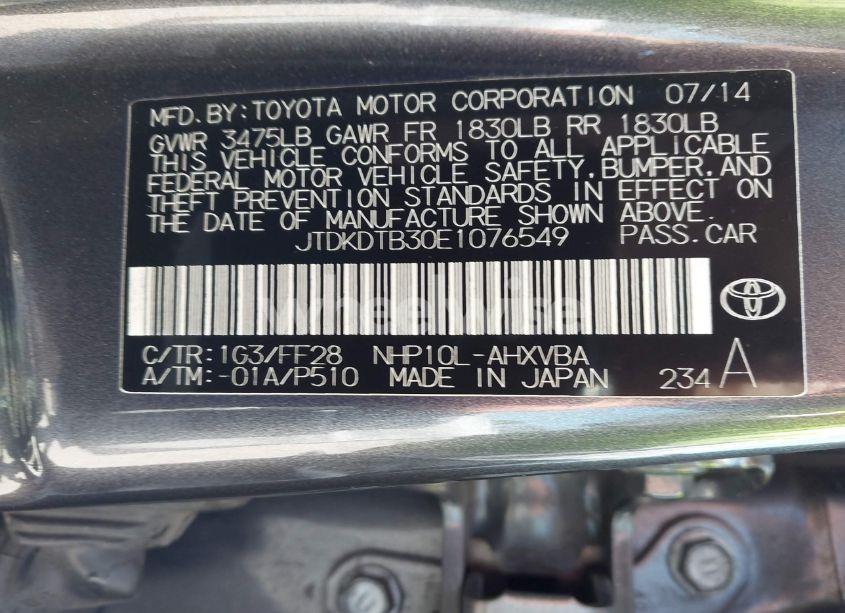 MFD.BY:TOYOTA MOTOR CORPORATION 07/14
GVWR 3475LB GAWR FR 1830LB RR 1830LB
THIS VEHICLE CONFORMS TO ALL APPLICABLE
FEDERAL MOTOR VEHICLE SAFETY,BUMPER,AND
THEFT PREVENTION STANDARDS IN EFFECT ON
THE DATE OF MANUFACTURE SHOWN ABOVE.
JTDKDTB30E1076549 PASS.CAR
wheelwise
C/TR:1G3/FF28 NHP10L-AHXVBA
A/TM:-01A/P510 MADE IN JAPAN 234 A